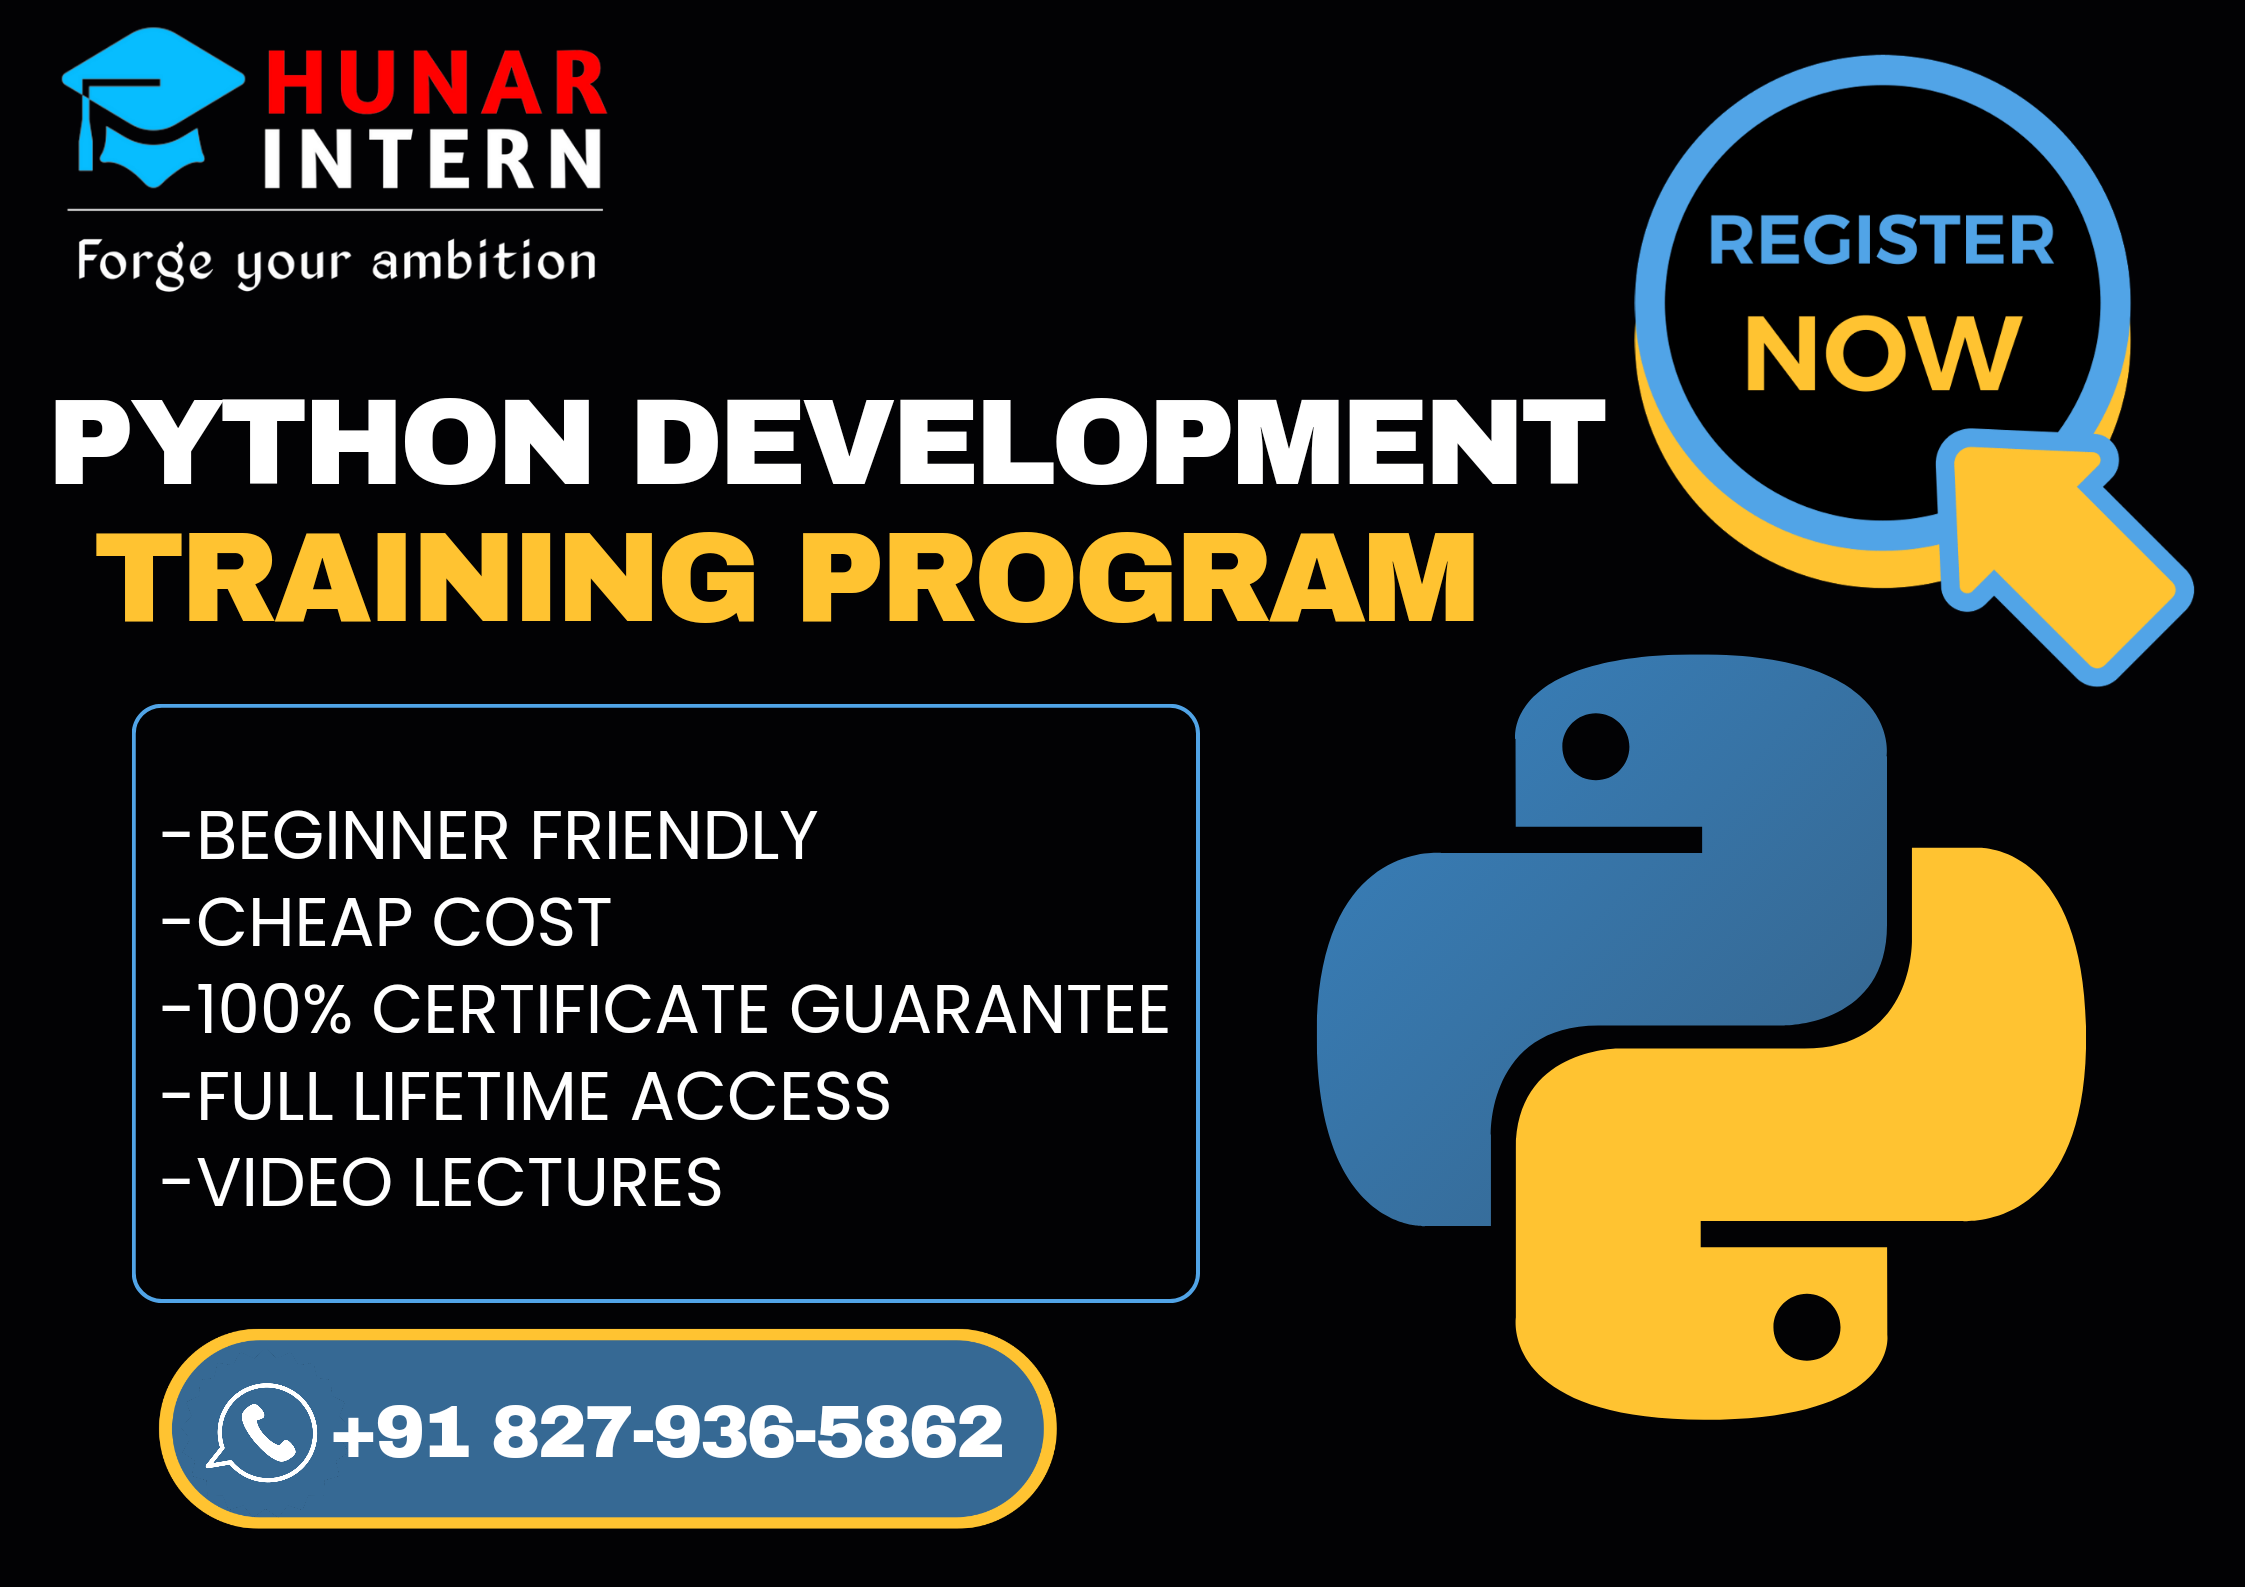 HUNAR
INTERN
Forge your ambition
REGISTER
NOW
PYTHON DEVELOPMENT
TRAINING PROGRAM
-BEGINNER FRIENDLY
-CHEAP COST
-100% CERTIFICATE GUARANTEE
-FULL LIFETIME ACCESS
-VIDEO LECTURES
+91 827-936-5862